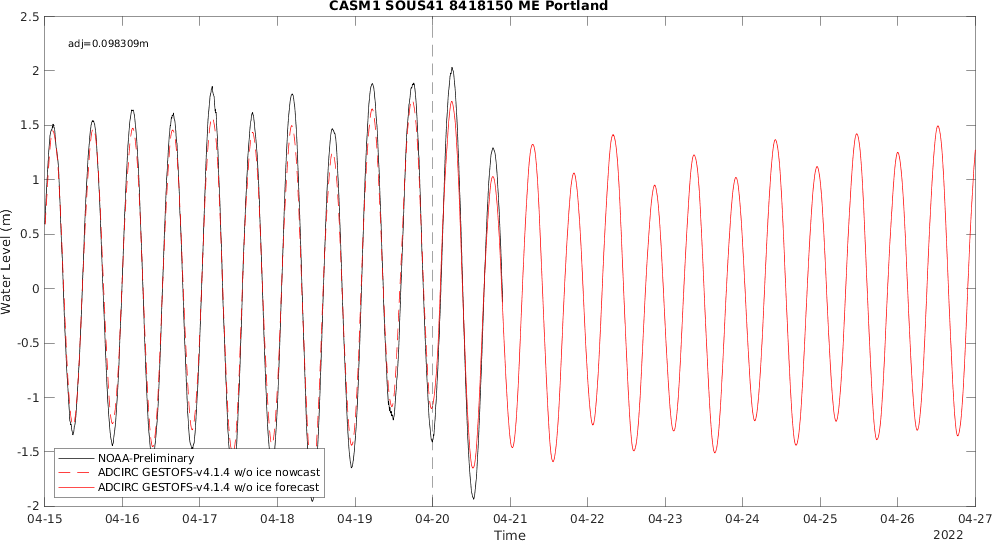 CASM1 SOUS41 8418150 ME Portland
adj=0.098309m
2.5
2
1.5
1
0.5
0
-0.5
-1
-1.5
-2
Water Level (m)
NOAA-Preliminary
ADCIRC GESTOFS-v4.1.4 w/o ice nowcast
ADCIRC GESTOFS-v4.1.4 w/o ice forecast
04-15 04-16 04-17 04-18 04-19 04-20 04-21 04-22 04-23 04-24 04-25 04-26 04-27
Time
2022